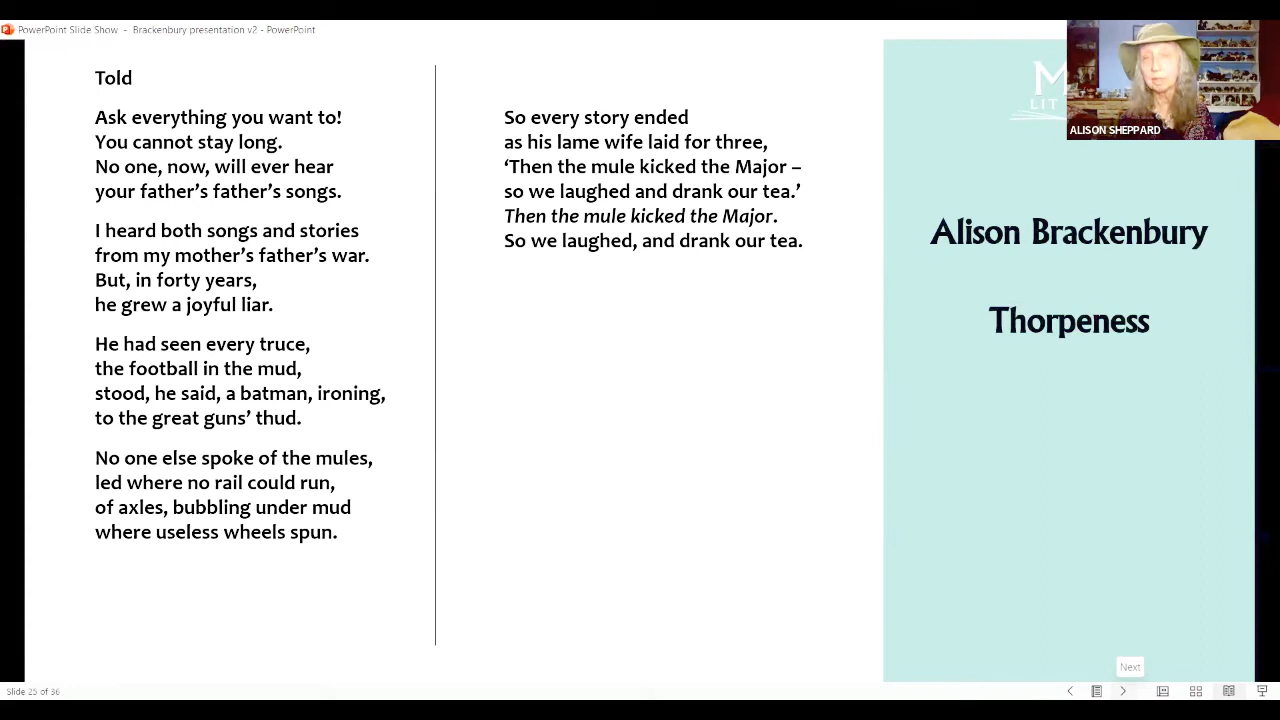 PowerPoint Slide Show - Brackenbury presentation v2 - PowerPoint
Told
Ask everything you want to!
You cannot stay long.
No one, now, will ever hear
your father’s father’s songs.
I heard both songs and stories
from my mother’s father’s war.
But, in forty years,
he grew a joyful liar.
He had seen every truce,
the football in the mud,
stood, he said, a batman, ironing,
to the great guns’ thud.
No one else spoke of the mules,
led where no rail could run,
of axles, bubbling under mud
where useless wheels spun.
So every story ended
as his lame wife laid for three,
‘Then the mule kicked the Major –
so we laughed and drank our tea.’
Then the mule kicked the Major.
So we laughed, and drank our tea.
ALISON SHEPPARD
Alison Brackenbury
Thorpeness
Next
Slide 25 of 36